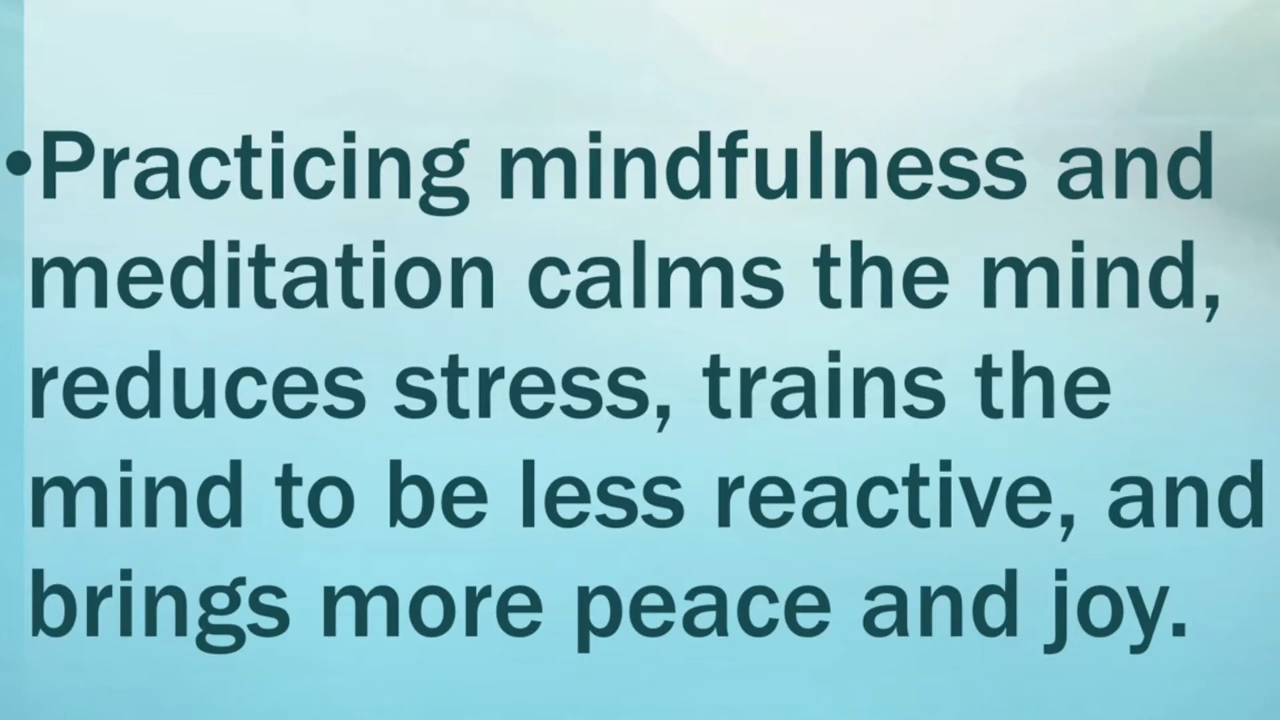 •Practicing mindfulness and
meditation calms the mind,
reduces stress, trains the
mind to be less reactive, and
brings more peace and joy.